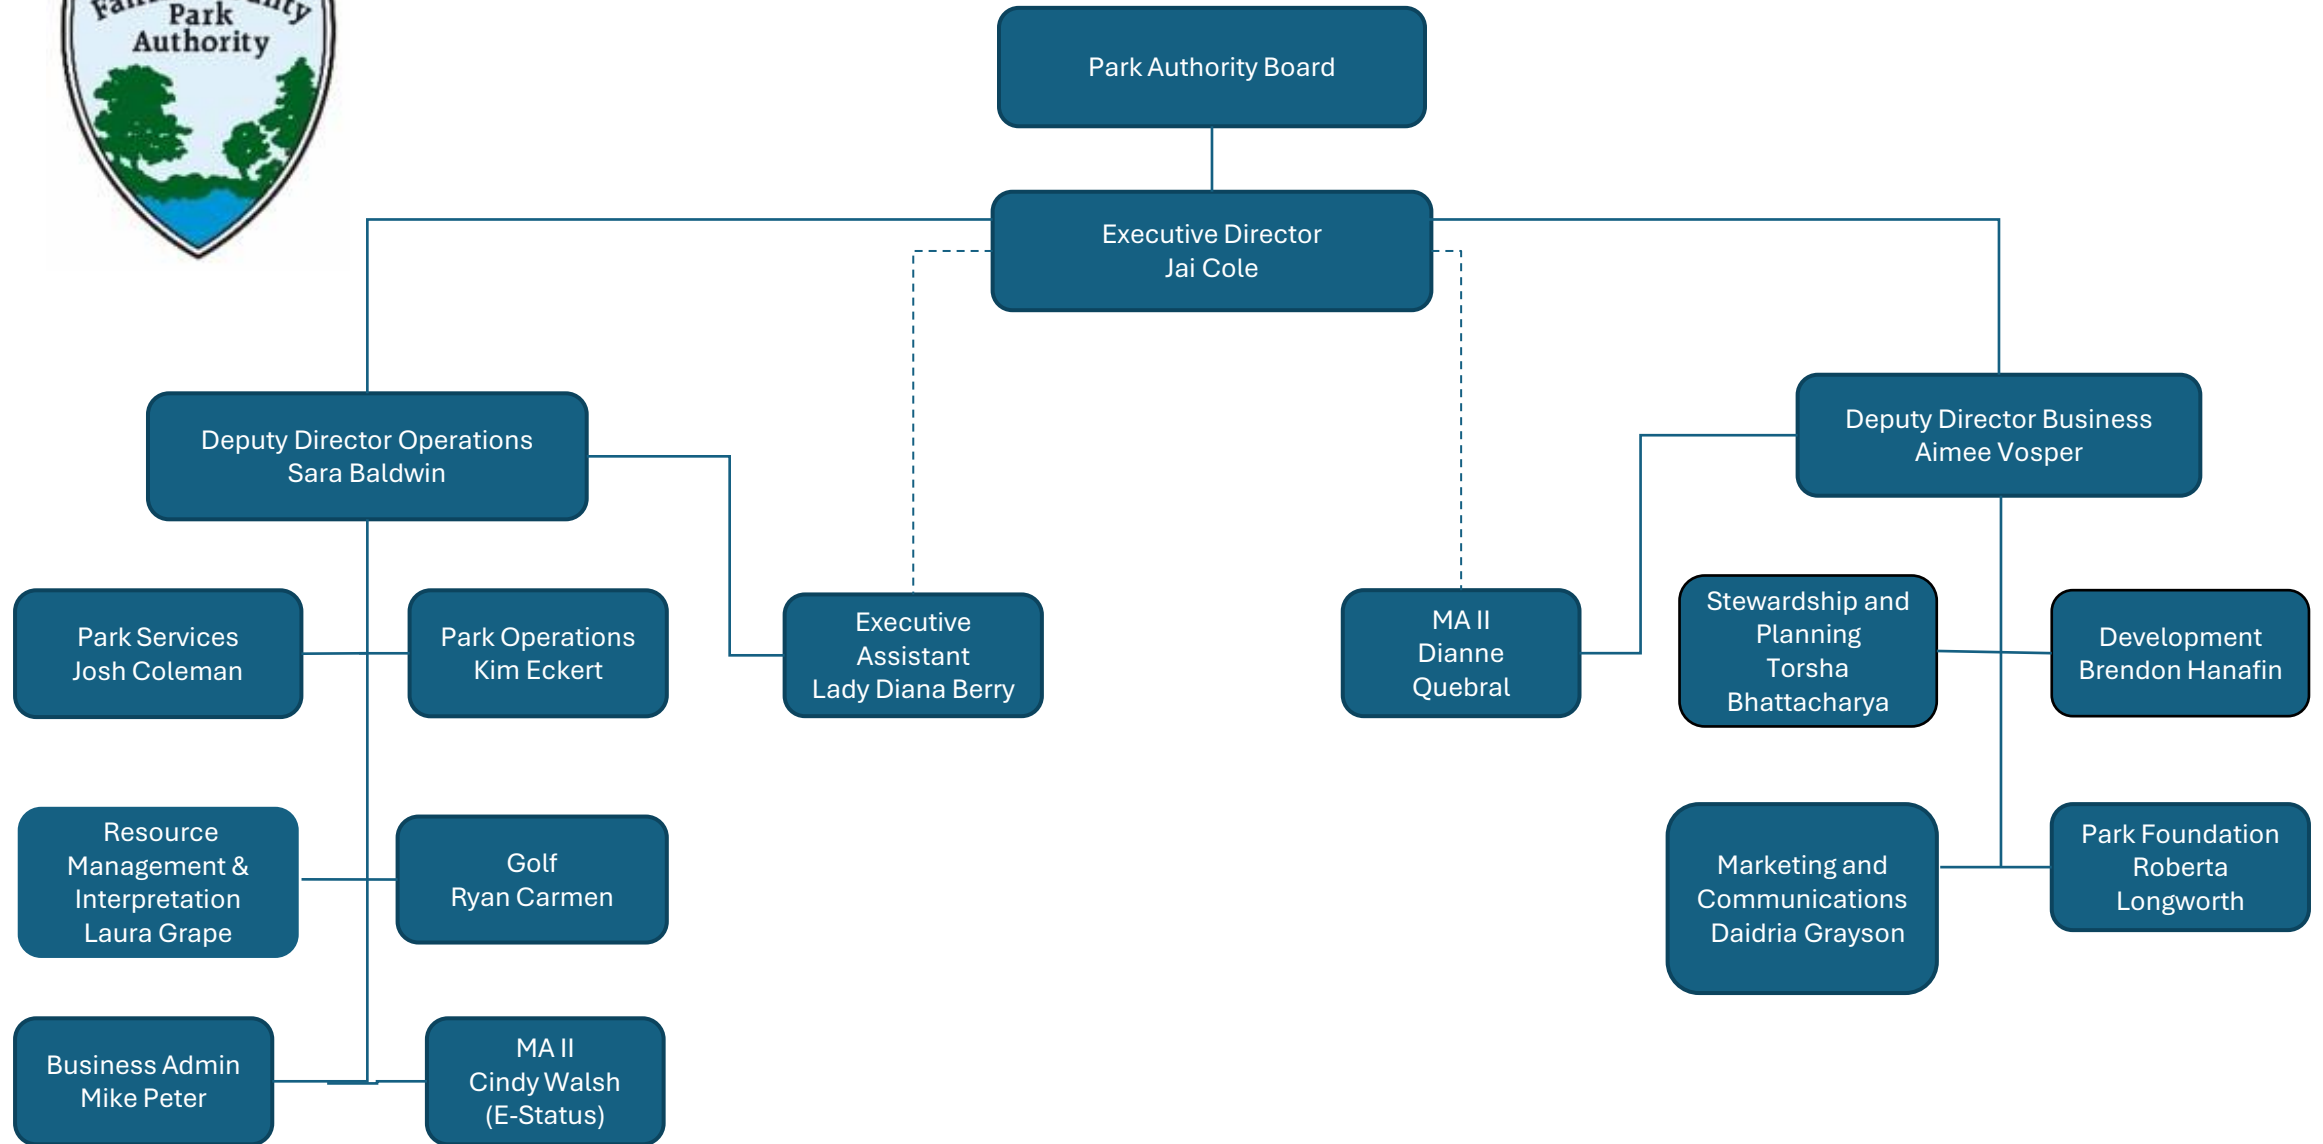 Park
Authority
Park Authority Board
Executive Director
Jai Cole
Deputy Director Operations
Sara Baldwin
Deputy Director Business
Aimee Vosper
Park Services
Josh Coleman
Park Operations
Kim Eckert
Executive
Assistant
Lady Diana Berry
MA II
Dianne
Quebral
Stewardship and
Planning
Torsha
Bhattacharya
Development
Brendon Hanafin
Resource
Management &
Interpretation
Laura Grape
Golf
Ryan Carmen
Marketing and
Communications
Daidria Grayson
Park Foundation
Roberta
Longworth
Business Admin
Mike Peter
MA II
Cindy Walsh
(E-Status)